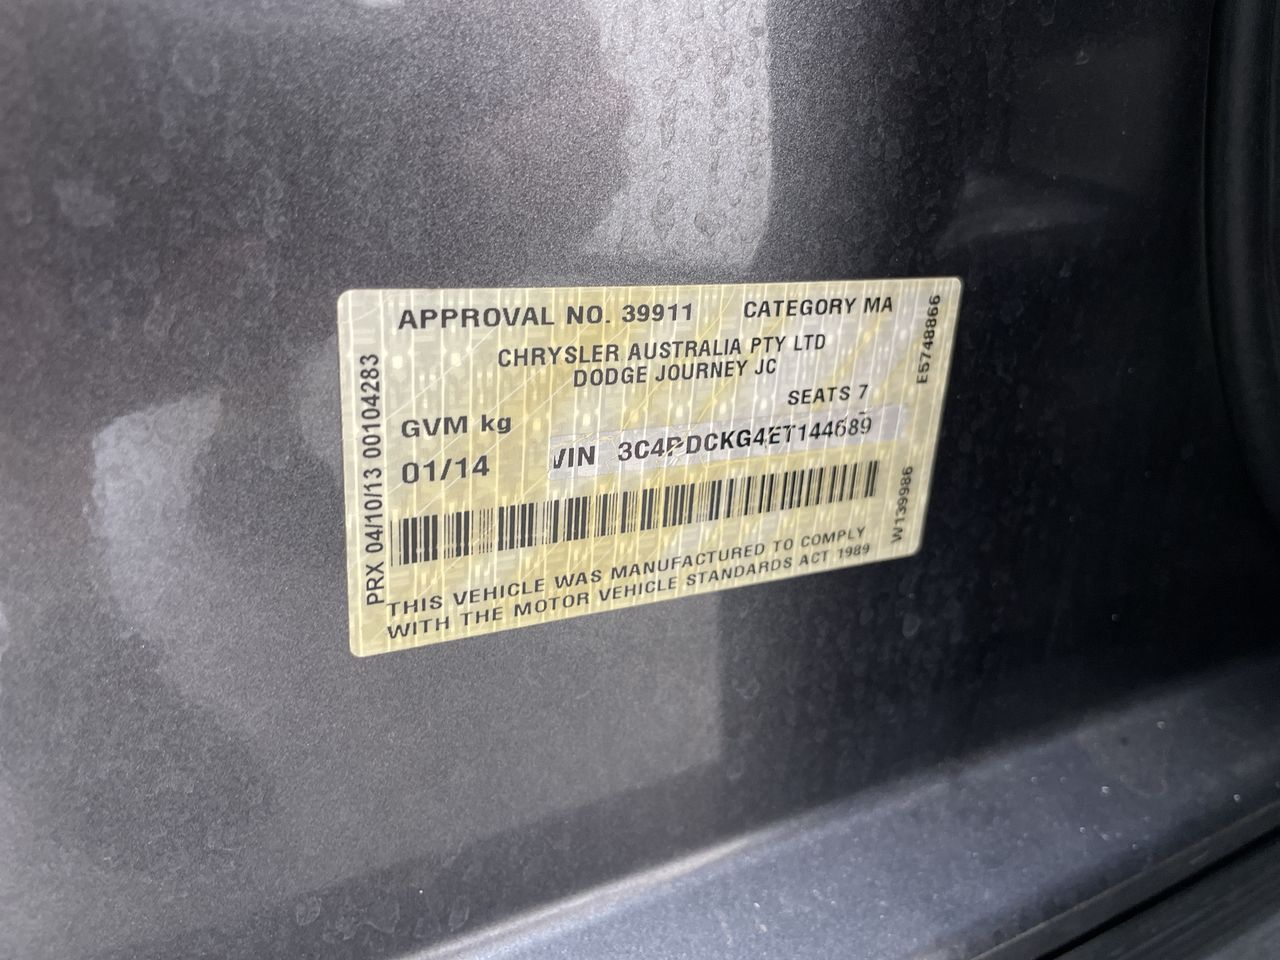 APPROVAL NO. 39911 CATEGORY MA
CHRYSLER AUSTRALIA PTY LTD
DODGE JOURNEY JC
SEATS 7
GVM kg
VIN 3C4PDCKG4ET144689
01/14
THIS VEHICLE WAS MANUFACTURED TO COMPLY
WITH THE MOTOR VEHICLE STANDARDS ACT 1989
PRX 04/10/13 00104283
E5748866
W139986